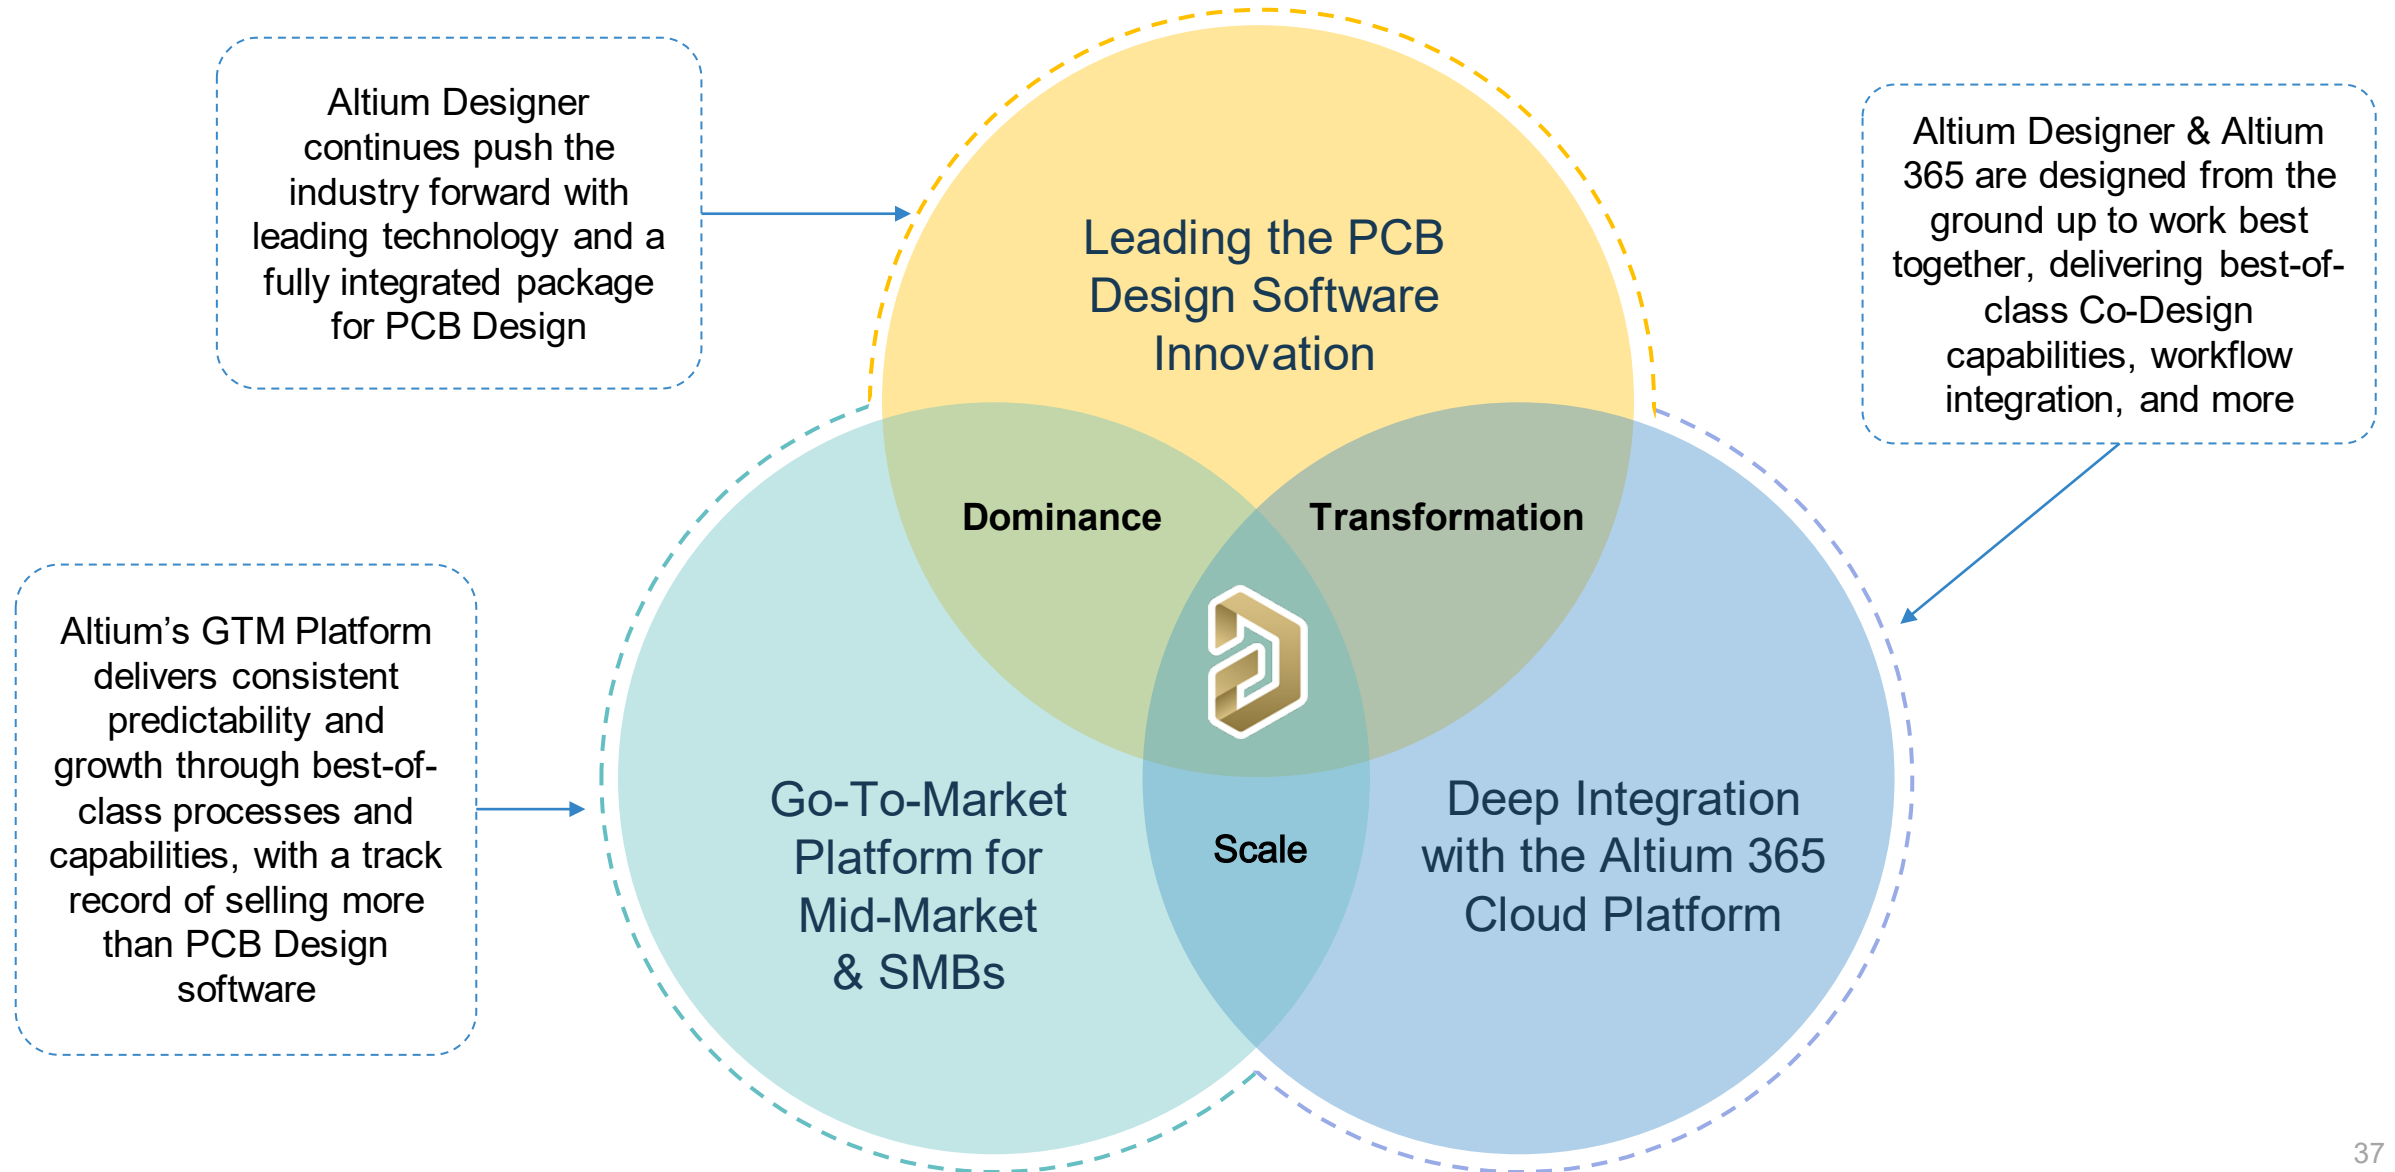 Altium Designer
continues push the
industry forward with
leading technology and a
fully integrated package
for PCB Design
Leading the PCB
Design Software
Innovation
Altium Designer & Altium
365 are designed from the
ground up to work best
together, delivering best-of-
class Co-Design
capabilities, workflow
integration, and more
Dominance
Transformation
Altium’s GTM Platform
delivers consistent
predictability and
growth through best-of-
class processes and
capabilities, with a track
record of selling more
than PCB Design
software
Go-To-Market
Platform for
Mid-Market
& SMBs
Scale
Deep Integration
with the Altium 365
Cloud Platform
37